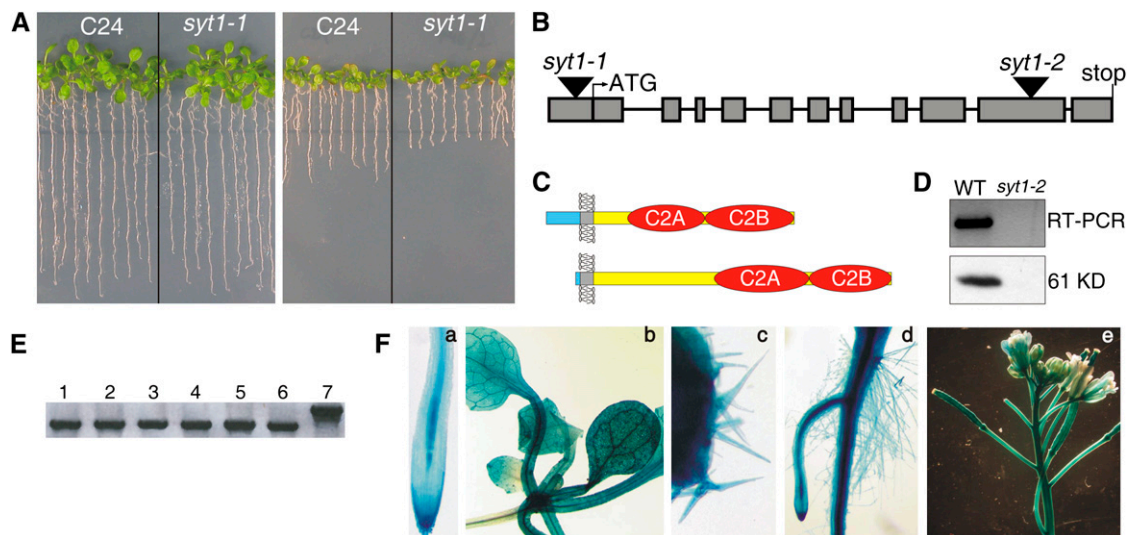 A
C24 syt1-1
C24 syt1-1
B
syt1-1 ATG syt1-2 stop
C
C2A C2B
C2A C2B
D
WT syt1-2
RT-PCR
61 KD
E
1 2 3 4 5 6 7
F
a b c d e